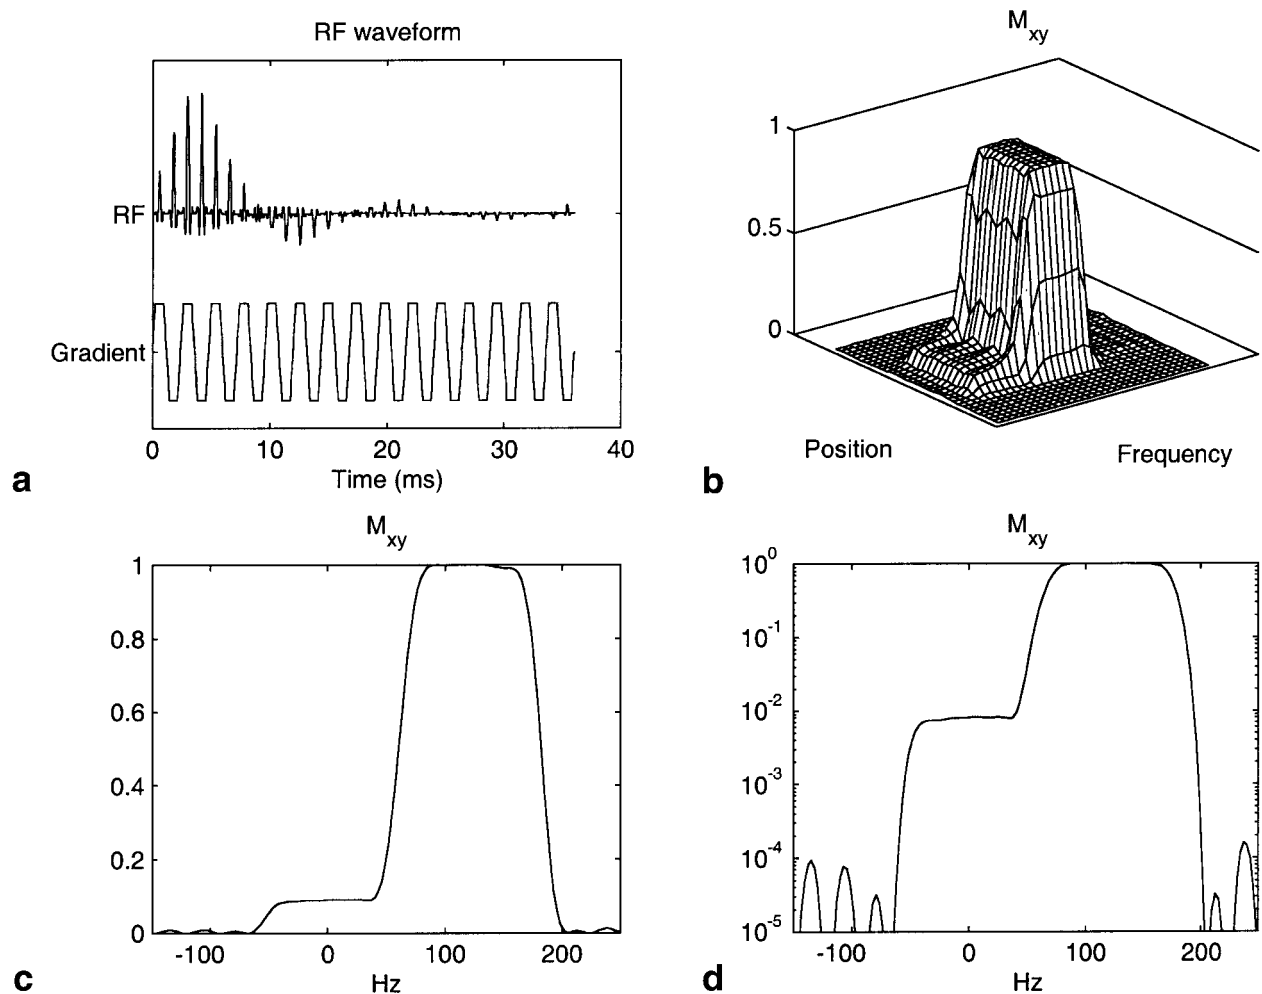 RF waveform
RF
Gradient
0 10 20 30 40
Time (ms)
a
M_xy
1
0.5
0
Position
Frequency
b
M_xy
1
0.8
0.6
0.4
0.2
0
-100 0 100 200
Hz
c
M_xy
10^0
10^-1
10^-2
10^-3
10^-4
10^-5
-100 0 100 200
Hz
d